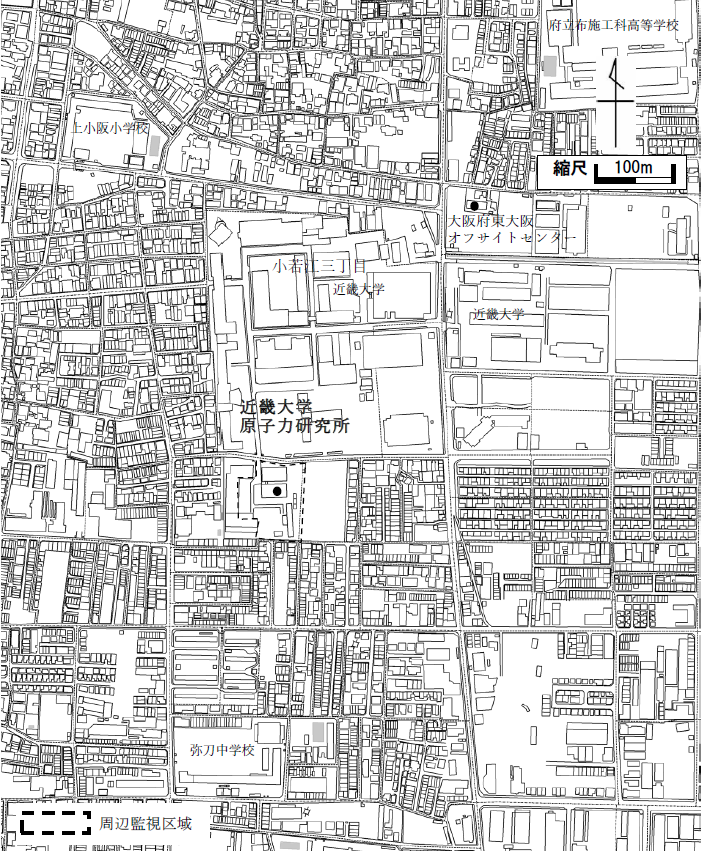 府立布施工科高等学校
上小阪小学校
縮尺 100m
大阪府東大阪
オフサイトセンター
小若江三丁目
近畿大学
近畿大学
近畿大学
原子力研究所
弥刀中学校
周辺監視区域